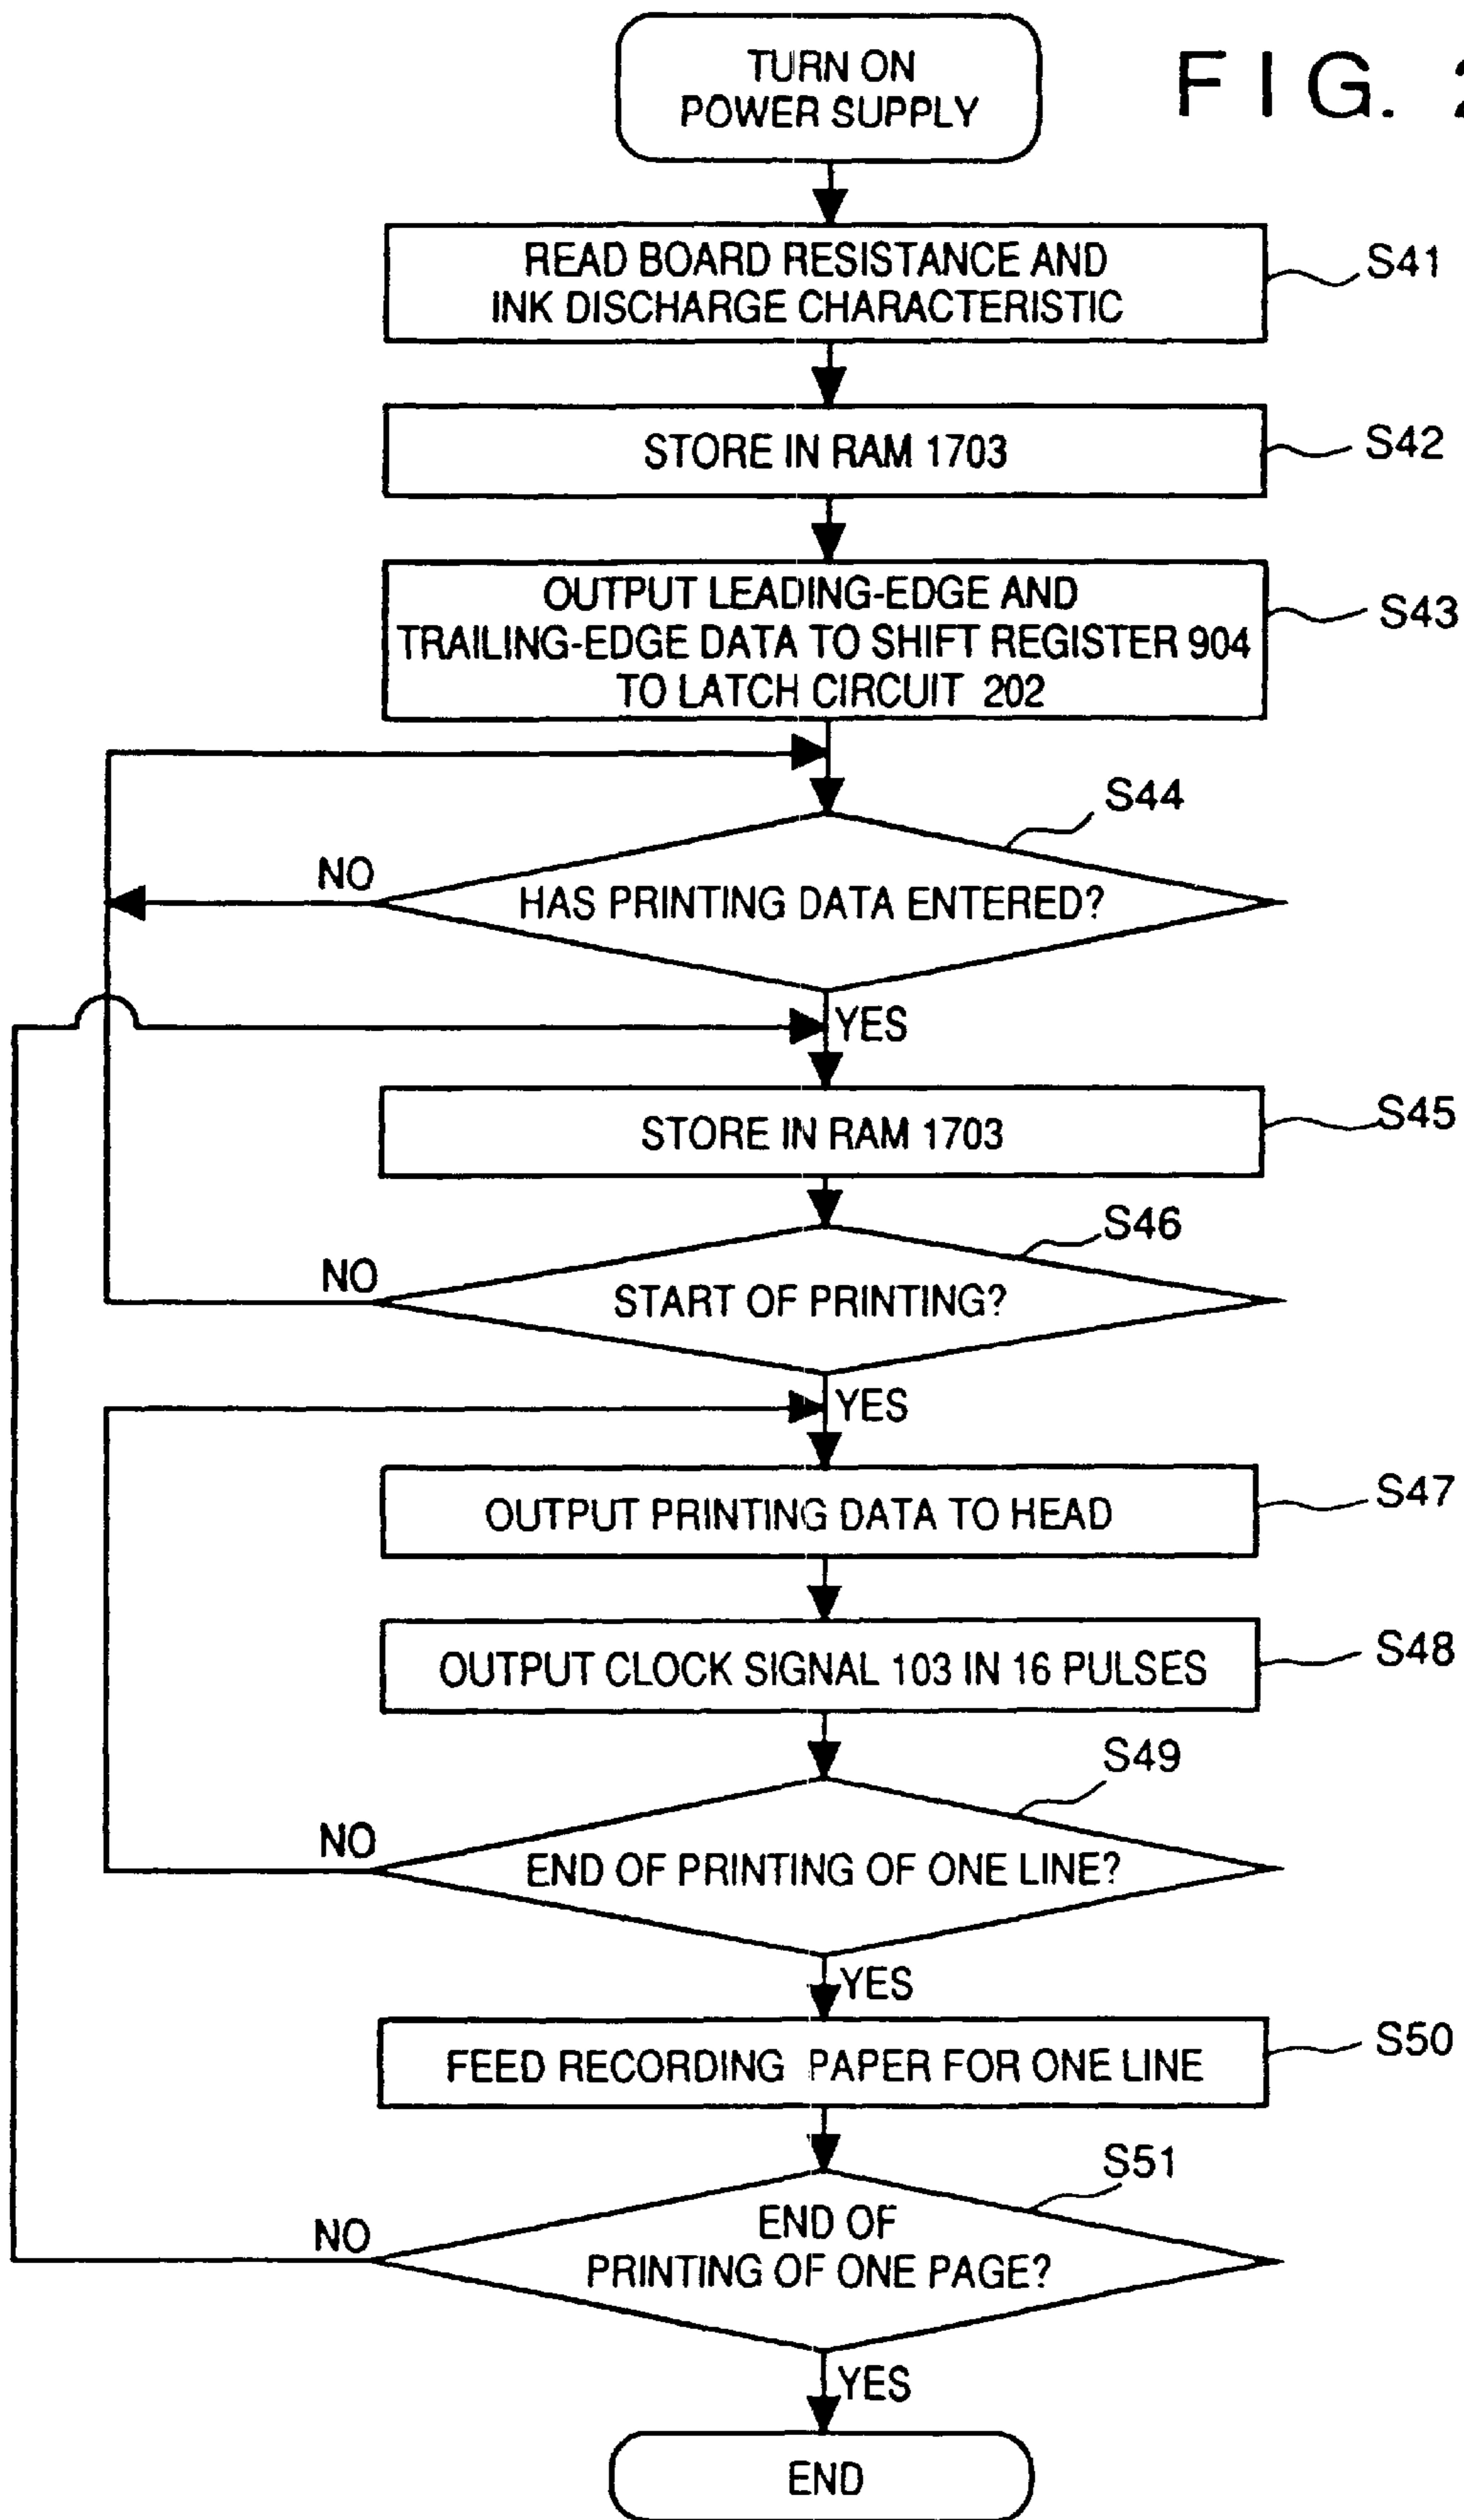 TURN ON
POWER SUPPLY
FIG. 2
READ BOARD RESISTANCE AND
INK DISCHARGE CHARACTERISTIC
S41
STORE IN RAM 1703
S42
OUTPUT LEADING-EDGE AND
TRAILING-EDGE DATA TO SHIFT REGISTER 904
TO LATCH CIRCUIT 202
S43
S44
NO
HAS PRINTING DATA ENTERED?
YES
STORE IN RAM 1703
S45
S46
NO
START OF PRINTING?
YES
OUTPUT PRINTING DATA TO HEAD
S47
OUTPUT CLOCK SIGNAL 103 IN 16 PULSES
S48
S49
NO
END OF PRINTING OF ONE LINE?
YES
FEED RECORDING PAPER FOR ONE LINE
S50
S51
NO
END OF
PRINTING OF ONE PAGE?
YES
END